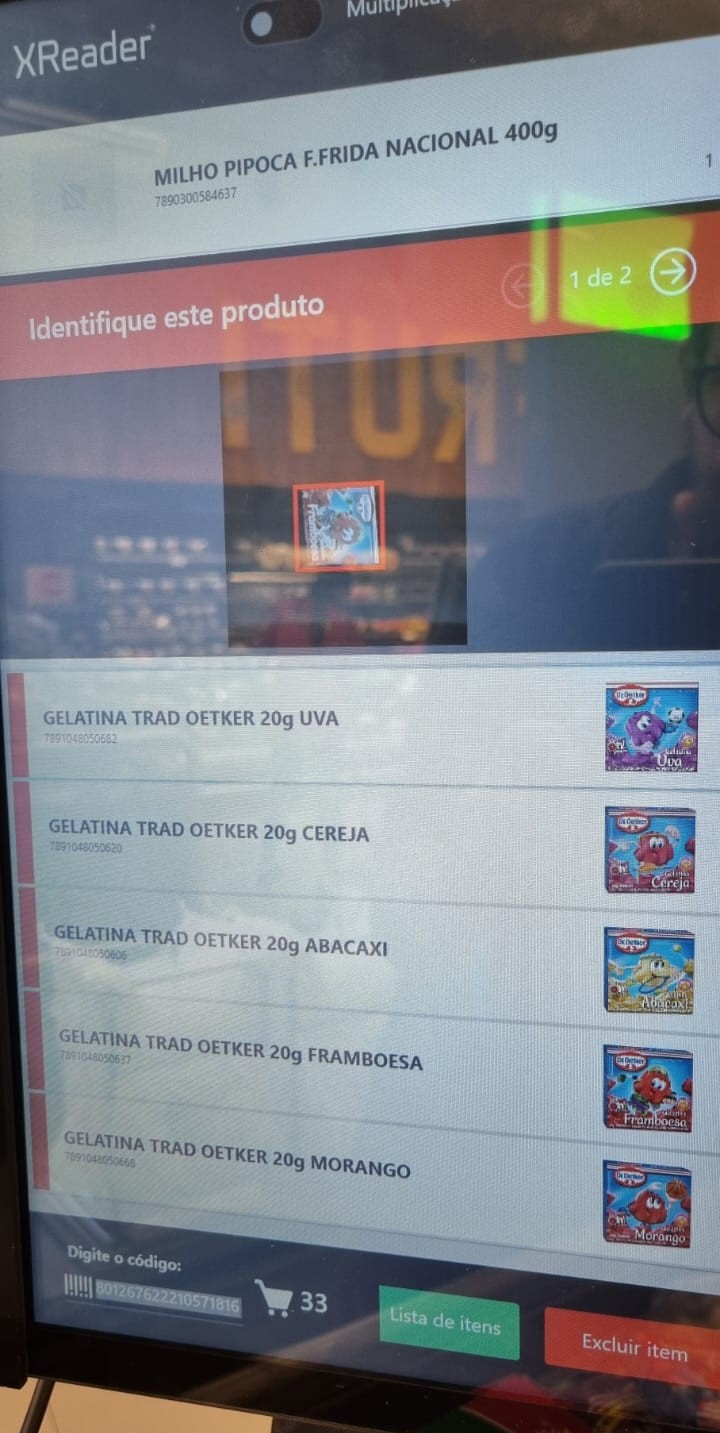 XReader
MILHO PIPOCA F.FRIDA NACIONAL 400g
7890300584637
1
Identifique este produto
1 de 2
Framboesa
GELATINA TRAD OETKER 20g UVA
7891048050682
Dr.Oetker
Uva
GELATINA TRAD OETKER 20g CEREJA
7891048050620
Dr.Oetker
Cereja
GELATINA TRAD OETKER 20g ABACAXI
7891048050606
Dr.Oetker
Abacaxi
GELATINA TRAD OETKER 20g FRAMBOESA
7891048050637
Dr.Oetker
Framboesa
GELATINA TRAD OETKER 20g MORANGO
7891048050668
Dr.Oetker
Morango
Digite o código:
801267622210571816
33
Lista de itens
Excluir item